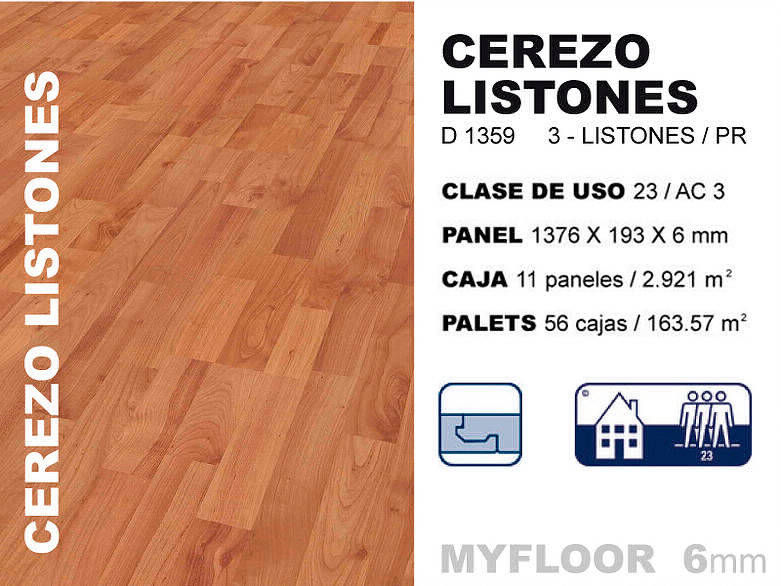 CEREZO LISTONES
CEREZO
LISTONES
D 1359 3 - LISTONES / PR
CLASE DE USO 23 / AC 3
PANEL 1376 X 193 X 6 mm
CAJA 11 paneles / 2.921 m²
PALETS 56 cajas / 163.57 m²
©
23
MYFLOOR 6mm